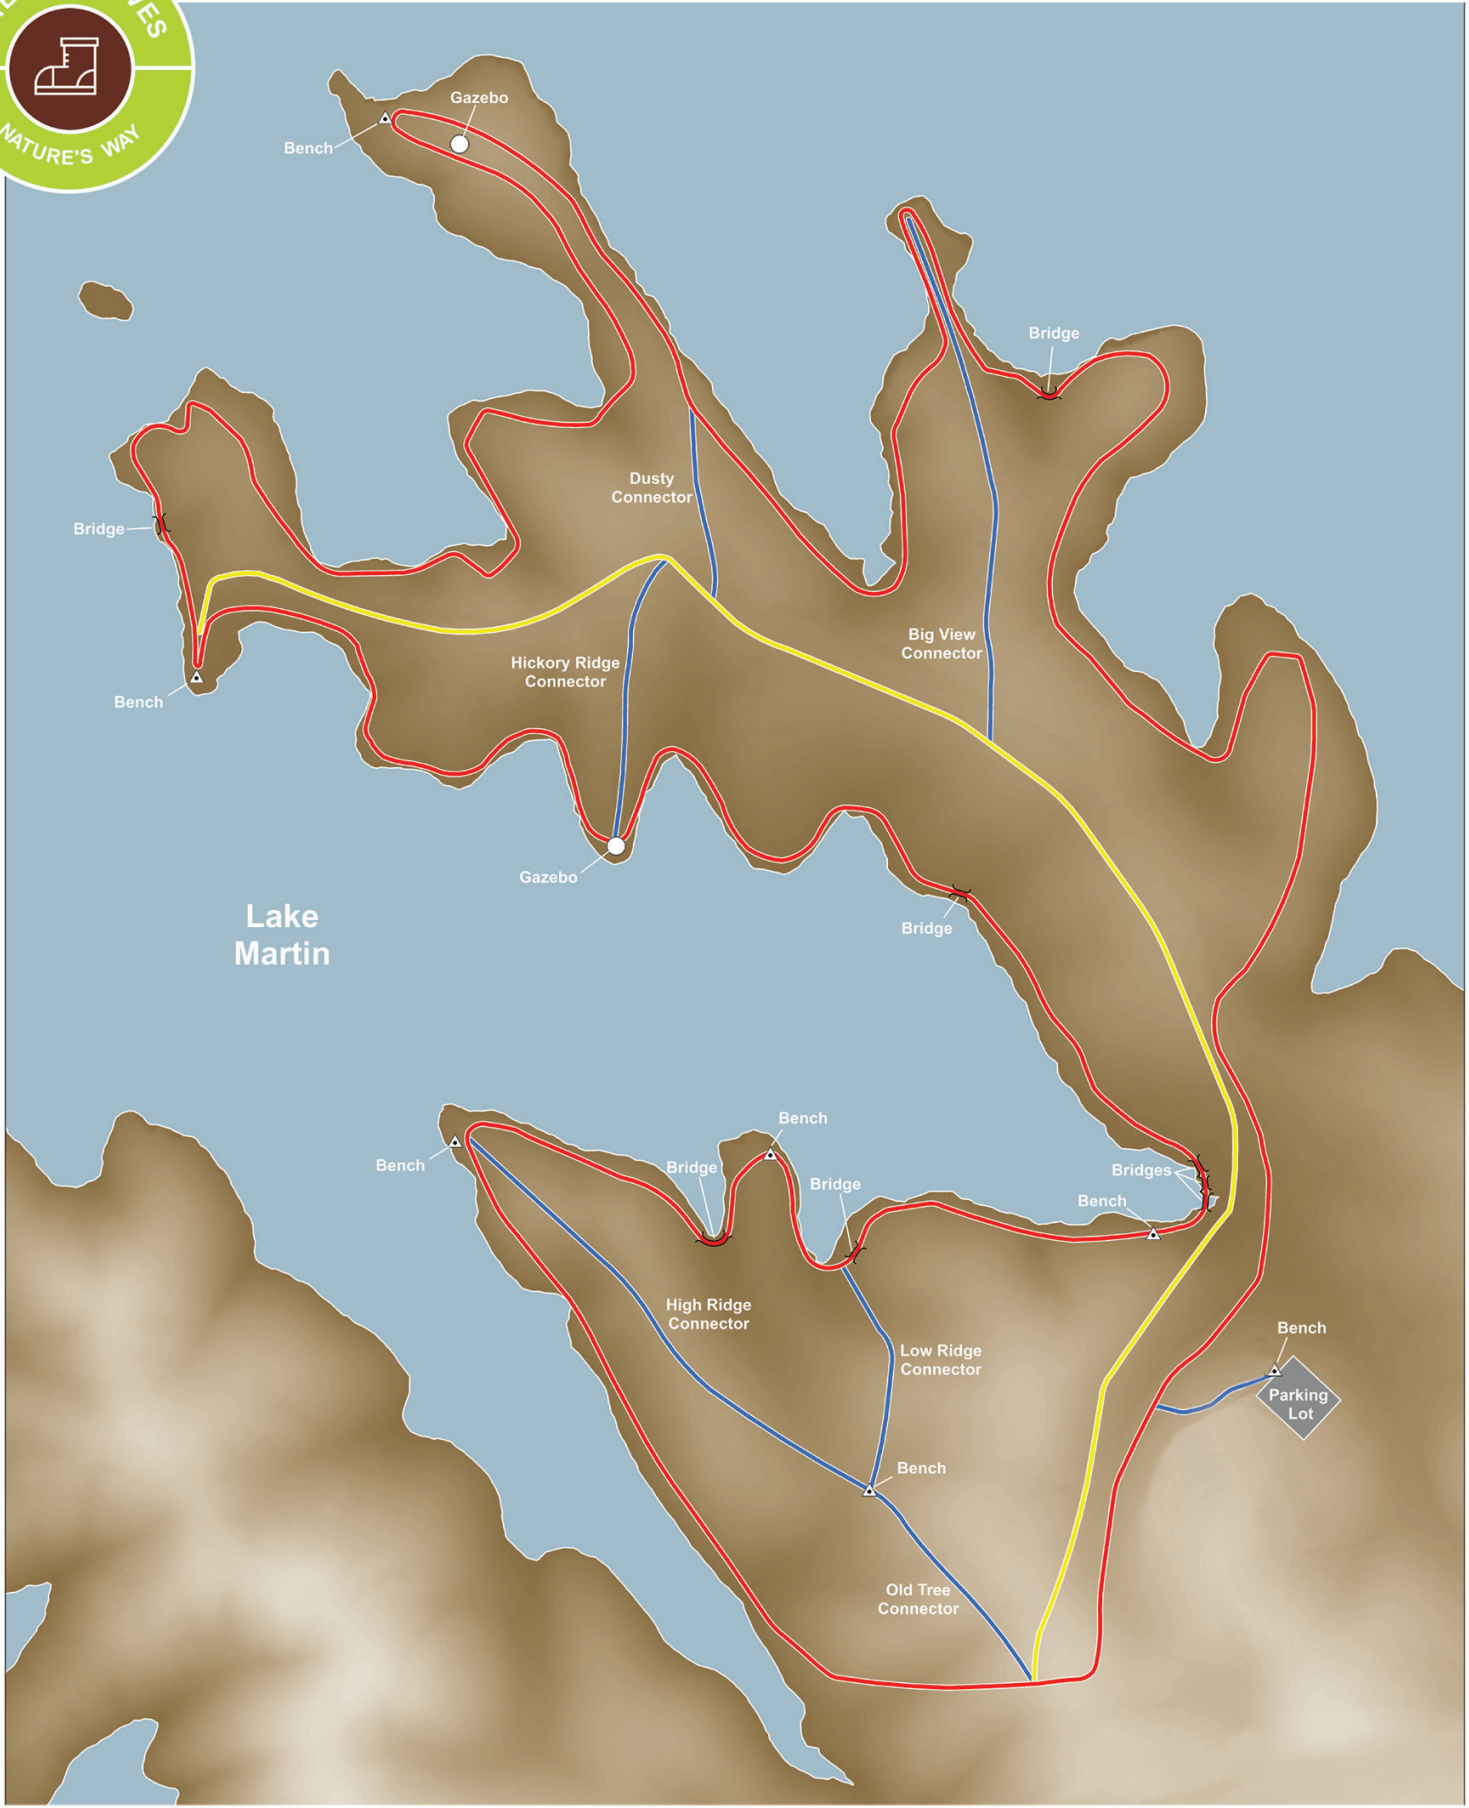 NATURE'S WAY
Gazebo
Bench
Bridge
Dusty
Connector
Bridge
Big View
Connector
Hickory Ridge
Connector
Bench
Gazebo
Lake
Martin
Bridge
Bench
Bench
Bridge
Bridges
Bridge
Bench
High Ridge
Connector
Bench
Low Ridge
Connector
Parking
Lot
Bench
Old Tree
Connector